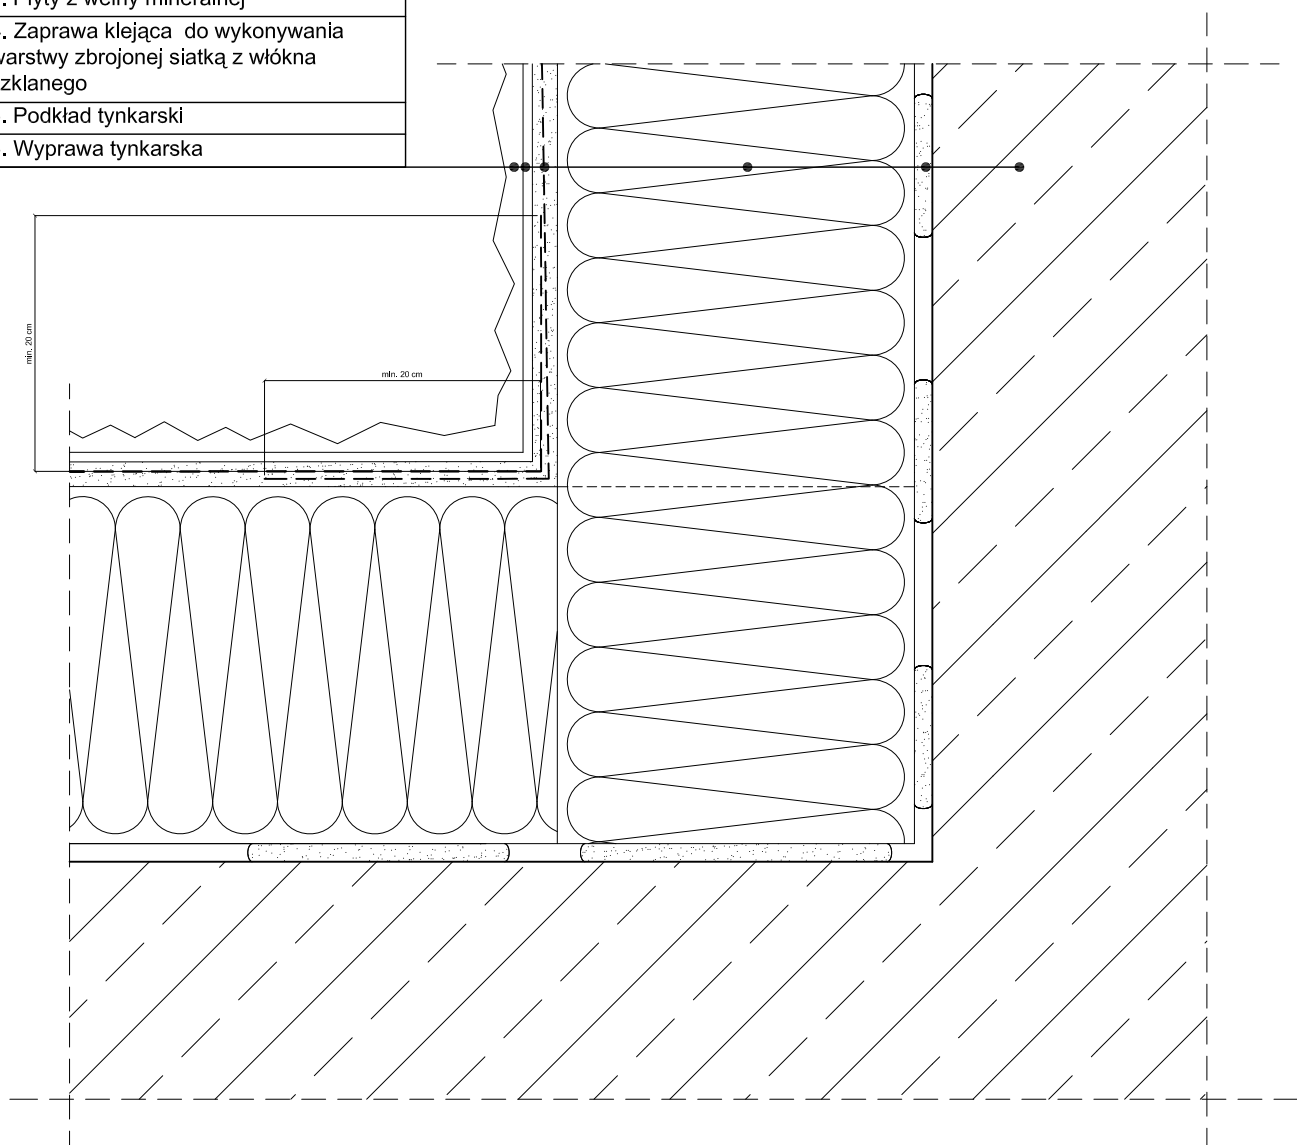 . Płyty z wełny mineralnej
. Zaprawa klejąca do wykonywania
warstwy zbrojonej siatką z włókna
zklanego
. Podkład tynkarski
. Wyprawa tynkarska
min. 20 cm
min. 20 cm